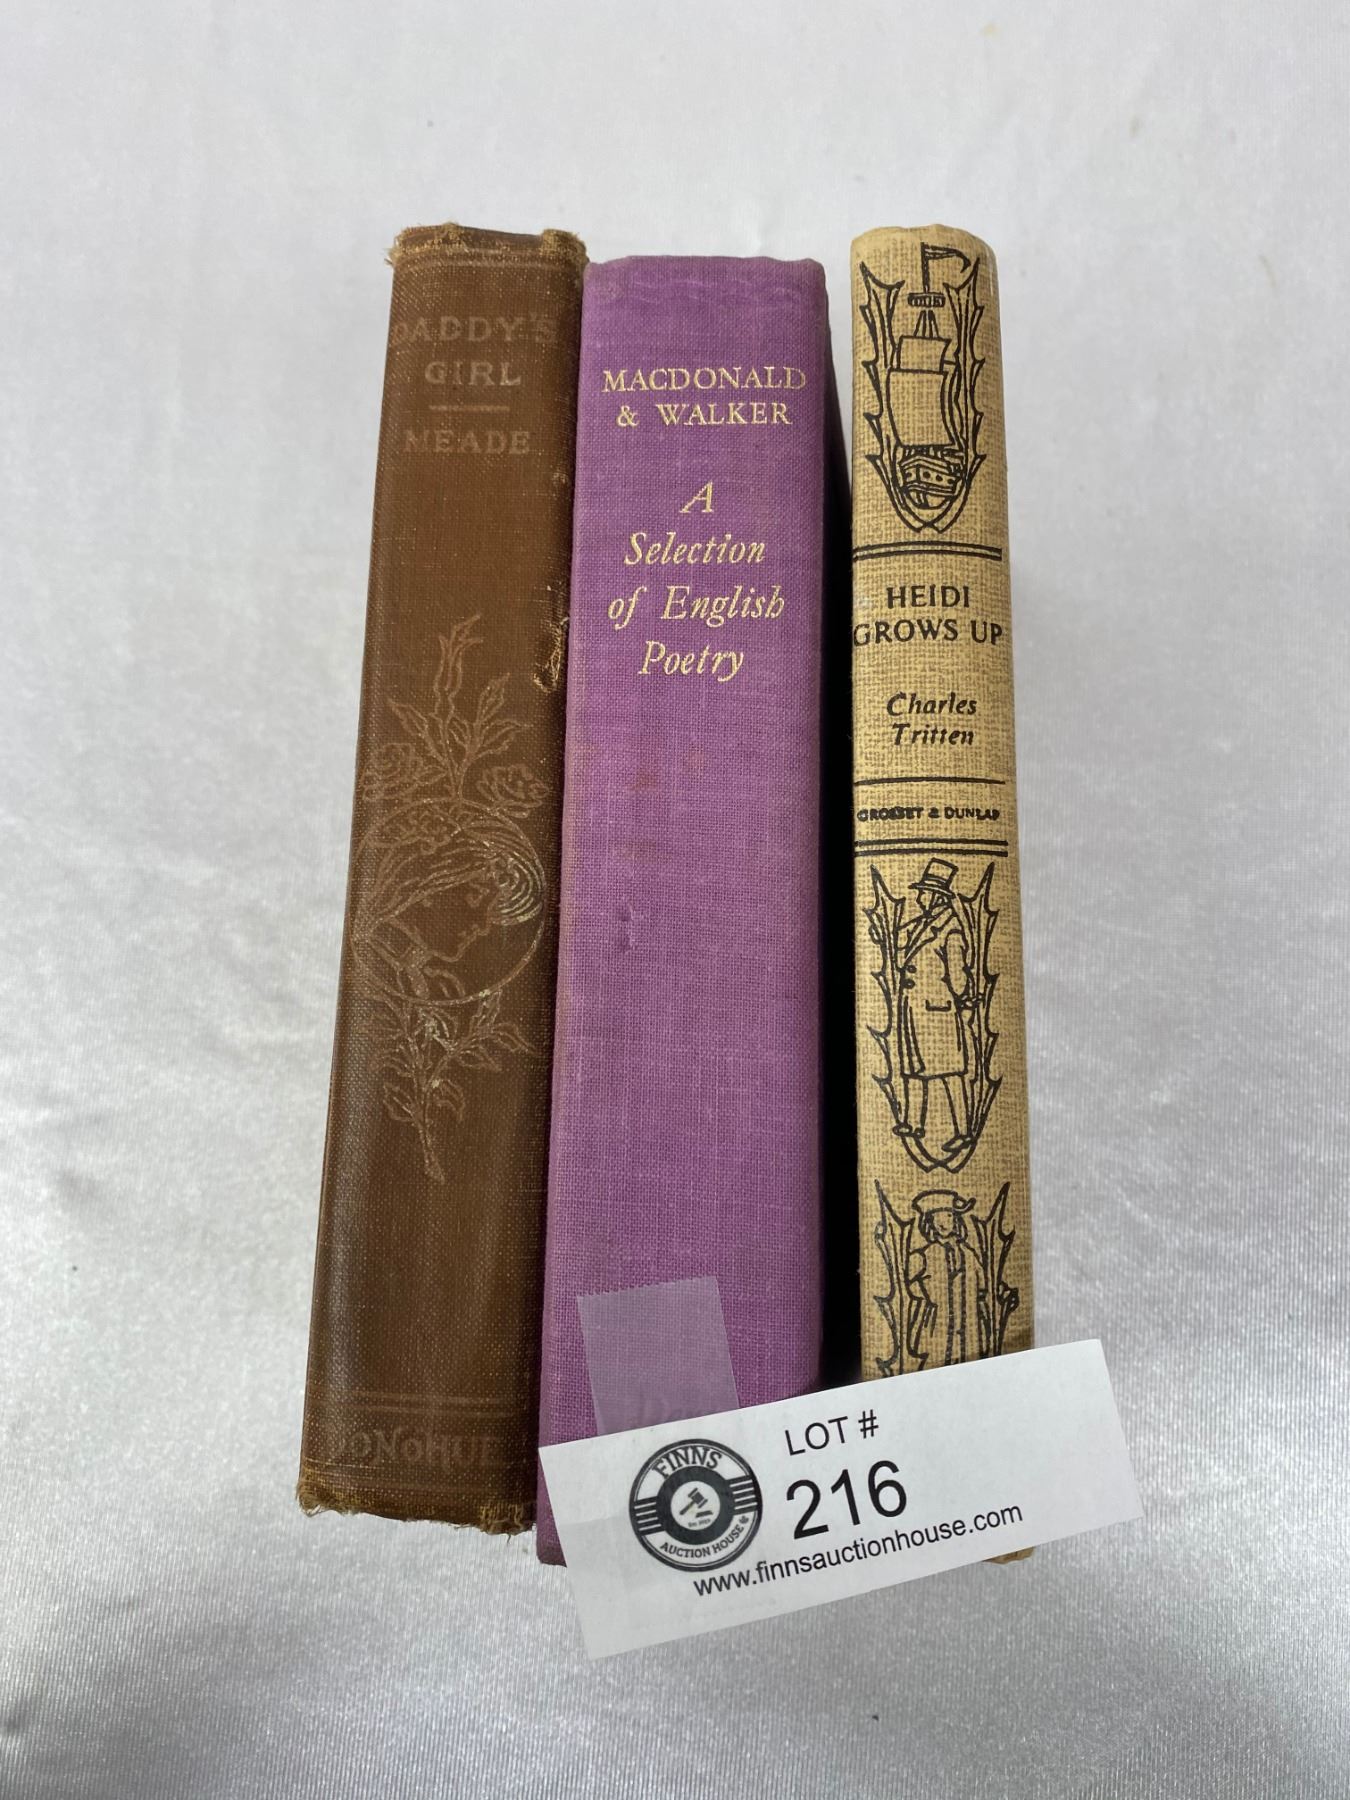 DADDY'S
GIRL
MEADE
DONOHUE
MACDONALD
& WALKER
A
Selection
of English
Poetry
HEIDI
GROWS UP
Charles
Tritten
GROSSET & DUNLAP
FINNS
AUCTION HOUSE
LOT #
216
www.finnsauctionhouse.com